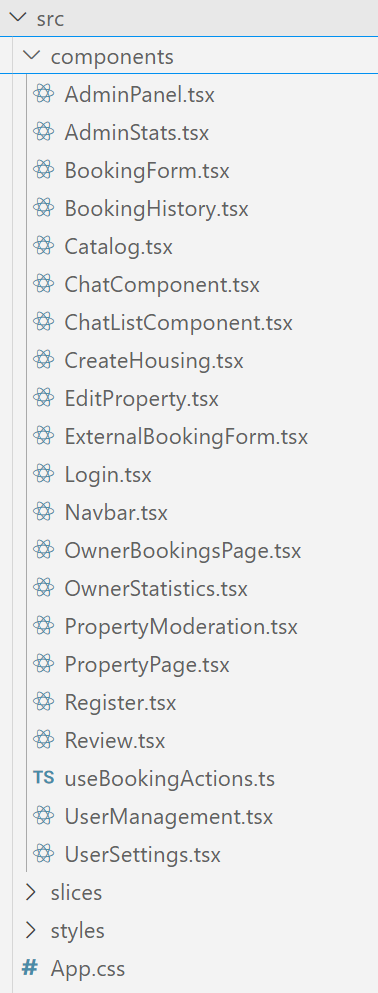 src
components
AdminPanel.tsx
AdminStats.tsx
BookingForm.tsx
BookingHistory.tsx
Catalog.tsx
ChatComponent.tsx
ChatListComponent.tsx
CreateHousing.tsx
EditProperty.tsx
ExternalBookingForm.tsx
Login.tsx
Navbar.tsx
OwnerBookingsPage.tsx
OwnerStatistics.tsx
PropertyModeration.tsx
PropertyPage.tsx
Register.tsx
Review.tsx
TS useBookingActions.ts
UserManagement.tsx
UserSettings.tsx
slices
styles
# App.css